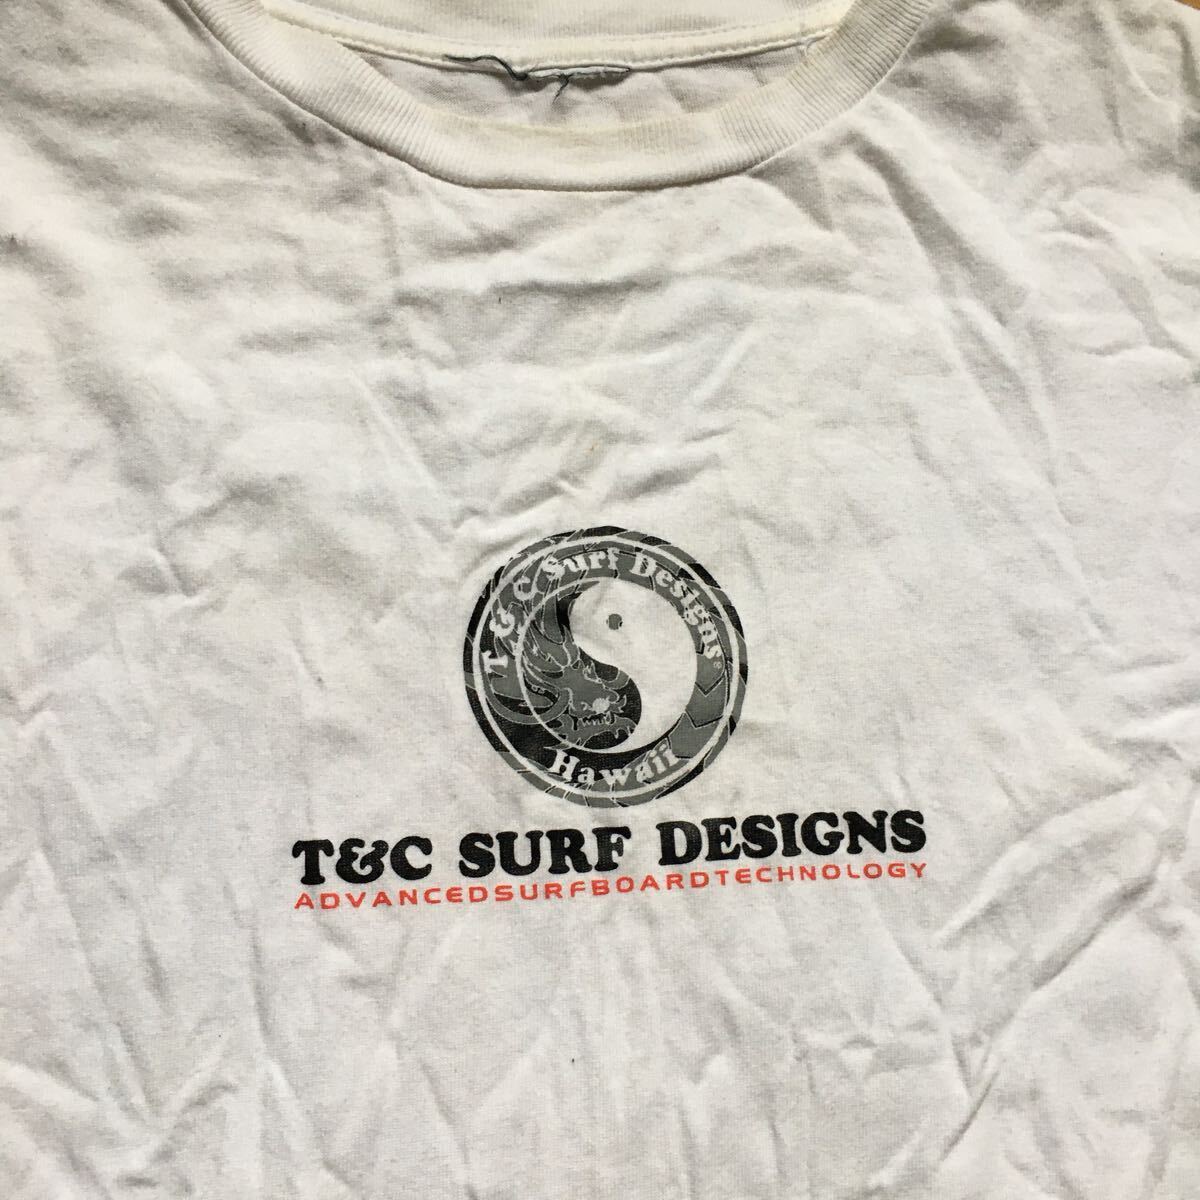 T & C Surf Designs®
Hawaii
T&C SURF DESIGNS
ADVANCEDSURFBOARDTECHNOLOGY